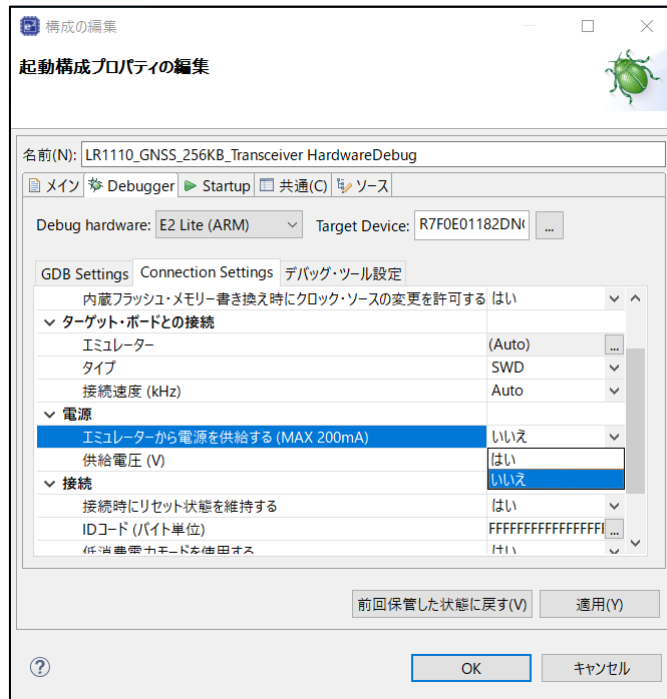 構成の編集
起動構成プロパティの編集
名前(N): LR1110_GNSS_256KB_Transceiver HardwareDebug
メイン Debugger Startup 共通(C) ソース
Debug hardware: E2 Lite (ARM) Target Device: R7F0E01182DN ...
GDB Settings Connection Settings デバッグ・ツール設定
内蔵フラッシュ・メモリー書き換え時にクロック・ソースの変更を許可する はい
ターゲット・ボードとの接続
エミュレーター (Auto) ...
タイプ SWD
接続速度 (kHz) Auto
電源
エミュレーターから電源を供給する (MAX 200mA) いいえ
供給電圧 (V) はい
いいえ
接続
接続時にリセット状態を維持する はい
IDコード (バイト単位) FFFFFFFFFFFFFFFF ...
低消費電力モードを使用する はい
前回保管した状態に戻す(V) 適用(Y)
? OK キャンセル